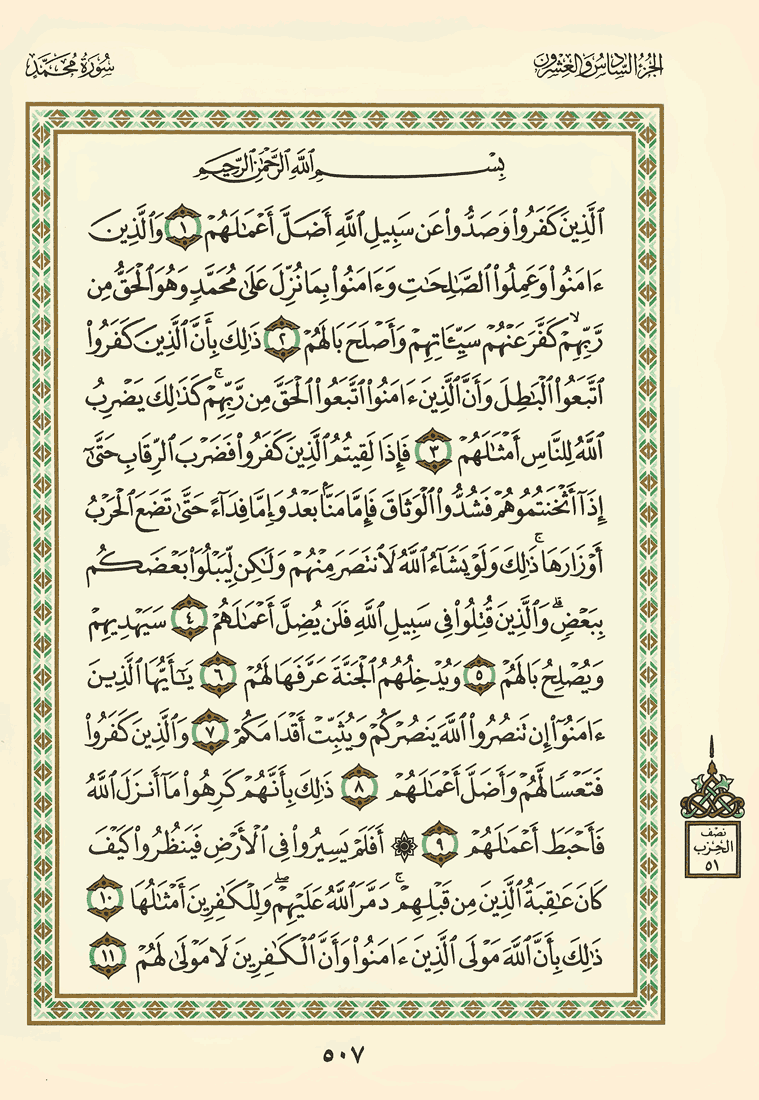 الجزء السادس والعشرون
سورة محمد
بِسْمِ اللَّهِ الرَّحْمَٰنِ الرَّحِيمِ
ٱلَّذِينَ كَفَرُوا۟ وَصَدُّوا۟ عَن سَبِيلِ ٱللَّهِ أَضَلَّ أَعْمَٰلَهُمْ ١ وَٱلَّذِينَ
ءَامَنُوا۟ وَعَمِلُوا۟ ٱلصَّٰلِحَٰتِ وَءَامَنُوا۟ بِمَا نُزِّلَ عَلَىٰ مُحَمَّدٍ وَهُوَ ٱلْحَقُّ مِن
رَّبِّهِمْ ۙ كَفَّرَ عَنْهُمْ سَيِّـَٔاتِهِمْ وَأَصْلَحَ بَالَهُمْ ٢ ذَٰلِكَ بِأَنَّ ٱلَّذِينَ كَفَرُوا۟
ٱتَّبَعُوا۟ ٱلْبَٰطِلَ وَأَنَّ ٱلَّذِينَ ءَامَنُوا۟ ٱتَّبَعُوا۟ ٱلْحَقَّ مِن رَّبِّهِمْ ۚ كَذَٰلِكَ يَضْرِبُ
ٱللَّهُ لِلنَّاسِ أَمْثَٰلَهُمْ ٣ فَإِذَا لَقِيتُمُ ٱلَّذِينَ كَفَرُوا۟ فَضَرْبَ ٱلرِّقَابِ حَتَّىٰٓ
إِذَآ أَثْخَنتُمُوهُمْ فَشُدُّوا۟ ٱلْوَثَاقَ فَإِمَّا مَنًّۢا بَعْدُ وَإِمَّا فِدَآءً حَتَّىٰ تَضَعَ ٱلْحَرْبُ
أَوْزَارَهَا ۚ ذَٰلِكَ وَلَوْ يَشَآءُ ٱللَّهُ لَٱنتَصَرَ مِنْهُمْ وَلَٰكِن لِّيَبْلُوَا۟ بَعْضَكُم
بِبَعْضٍ ۗ وَٱلَّذِينَ قُتِلُوا۟ فِى سَبِيلِ ٱللَّهِ فَلَن يُضِلَّ أَعْمَٰلَهُمْ ٤ سَيَهْدِيهِمْ
وَيُصْلِحُ بَالَهُمْ ٥ وَيُدْخِلُهُمُ ٱلْجَنَّةَ عَرَّفَهَا لَهُمْ ٦ يَٰٓأَيُّهَا ٱلَّذِينَ
ءَامَنُوٓا۟ إِن تَنصُرُوا۟ ٱللَّهَ يَنصُرْكُمْ وَيُثَبِّتْ أَقْدَامَكُمْ ٧ وَٱلَّذِينَ كَفَرُوا۟
فَتَعْسًا لَّهُمْ وَأَضَلَّ أَعْمَٰلَهُمْ ٨ ذَٰلِكَ بِأَنَّهُمْ كَرِهُوا۟ مَآ أَنزَلَ ٱللَّهُ
فَأَحْبَطَ أَعْمَٰلَهُمْ ٩ ۞ أَفَلَمْ يَسِيرُوا۟ فِى ٱلْأَرْضِ فَيَنظُرُوا۟ كَيْفَ
كَانَ عَٰقِبَةُ ٱلَّذِينَ مِن قَبْلِهِمْ ۚ دَمَّرَ ٱللَّهُ عَلَيْهِمْ ۖ وَلِلْكَٰفِرِينَ أَمْثَٰلُهَا ١٠
ذَٰلِكَ بِأَنَّ ٱللَّهَ مَوْلَى ٱلَّذِينَ ءَامَنُوا۟ وَأَنَّ ٱلْكَٰفِرِينَ لَا مَوْلَىٰ لَهُمْ ١١
نصف
الحزب
٥١
٥٠٧